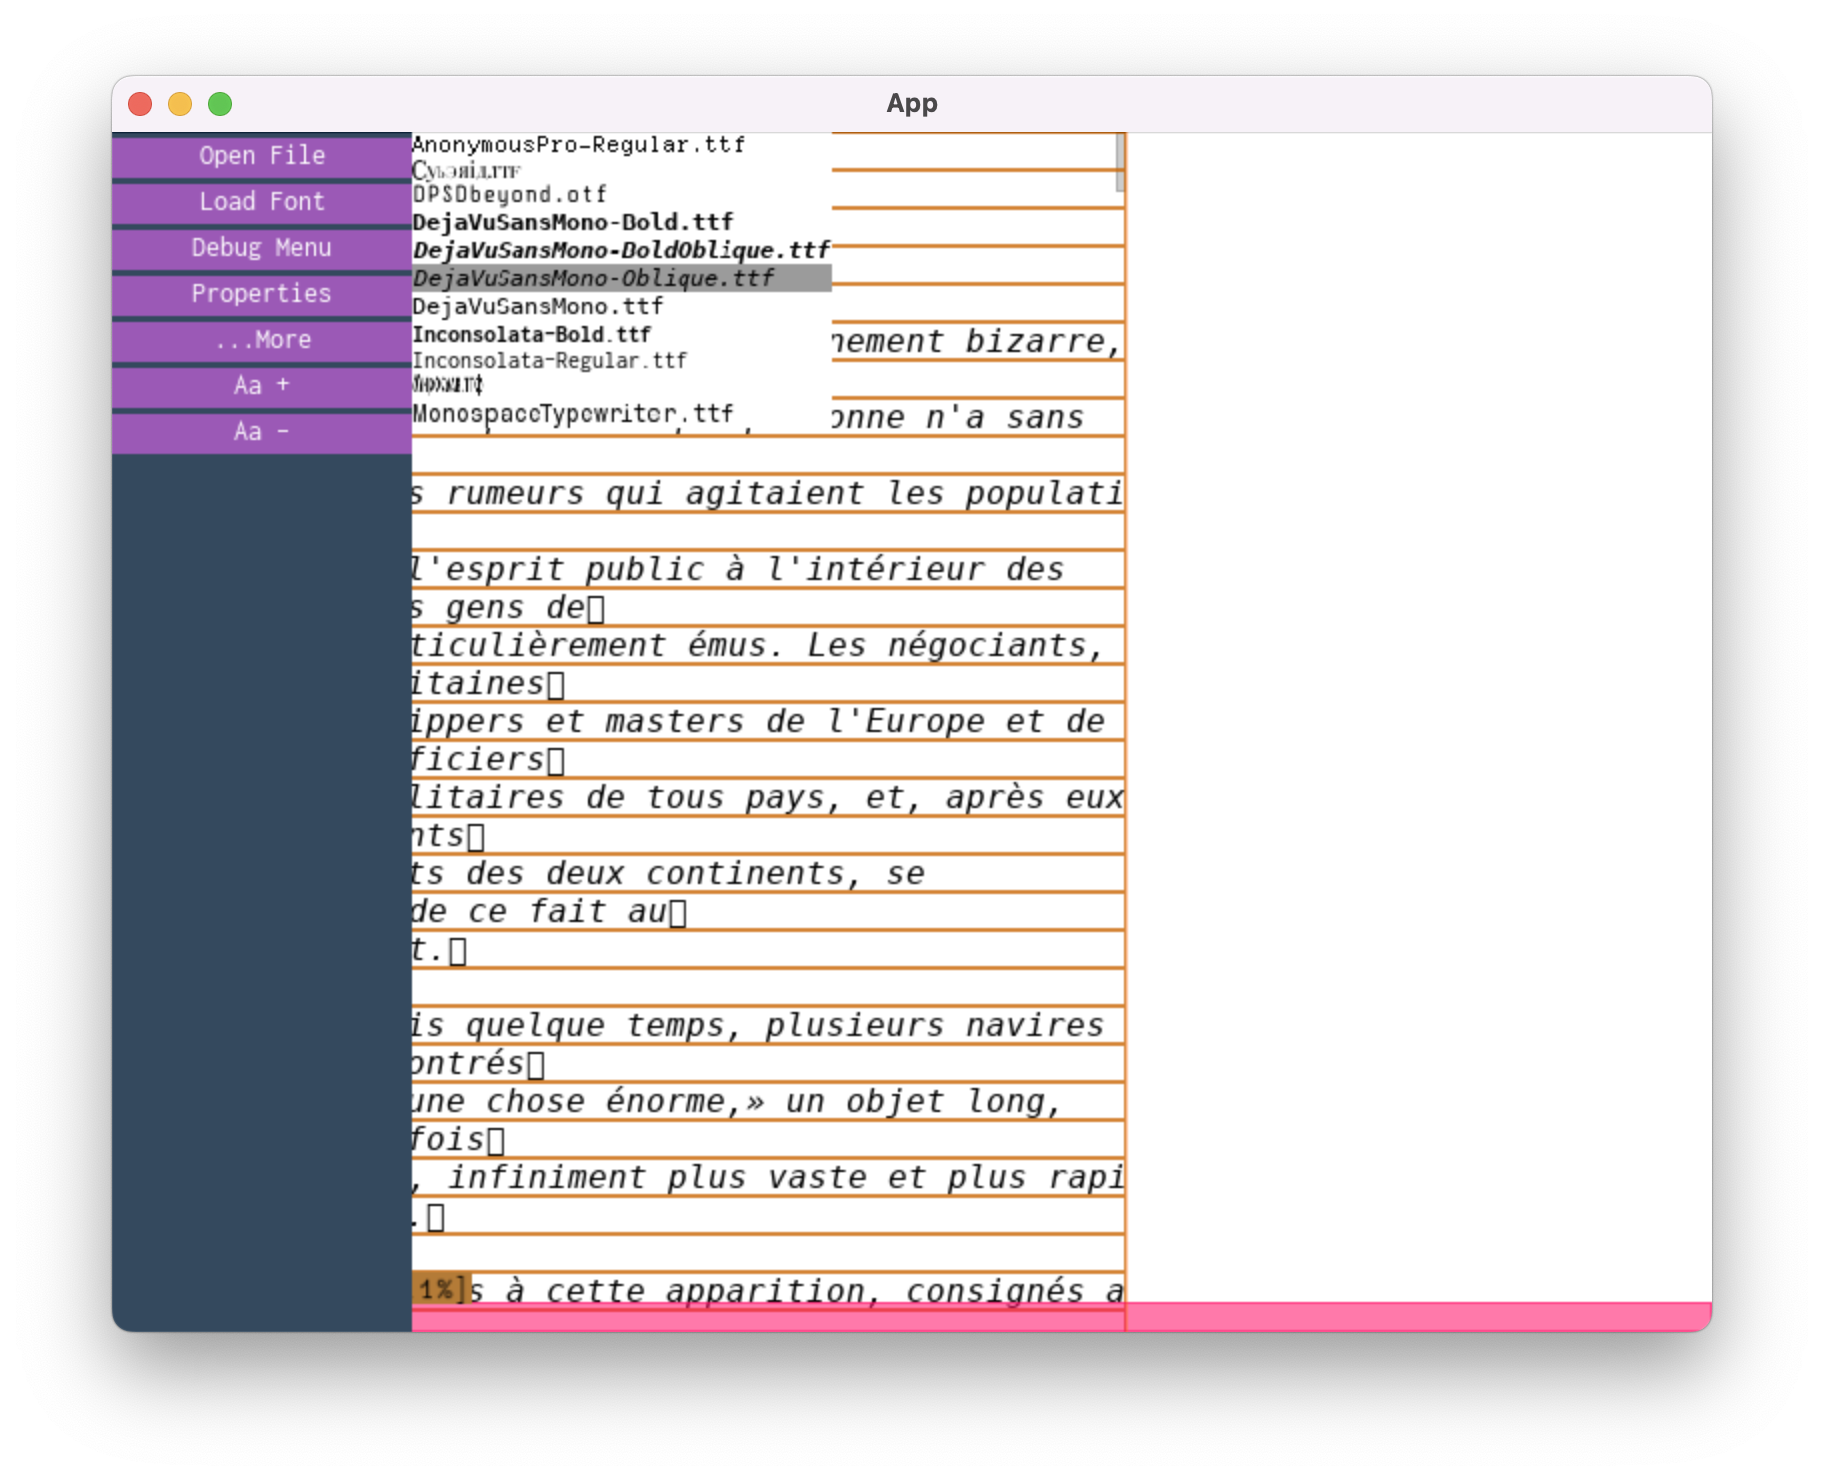 App
Open File
Load Font
Debug Menu
Properties
...More
Aa +
Aa -
AnonymousPro-Regular.ttf
DPSDbeyond.otf
DejaVuSansMono-Bold.ttf
DejaVuSansMono-BoldOblique.ttf
DejaVuSansMono-Oblique.ttf
DejaVuSansMono.ttf
Inconsolata-Bold.ttf
Inconsolata-Regular.ttf
MonospaceTypewriter.ttf
nement bizarre,
onne n'a sans
s rumeurs qui agitaient les populati
l'esprit public à l'intérieur des
s gens de
ticulièrement émus. Les négociants,
itaines
ippers et masters de l'Europe et de
ficiers
litaires de tous pays, et, après eux
nts
ts des deux continents, se
de ce fait au
t.
is quelque temps, plusieurs navires
ontrés
une chose énorme,» un objet long,
fois
, infiniment plus vaste et plus rapi
.
1%]s à cette apparition, consignés a